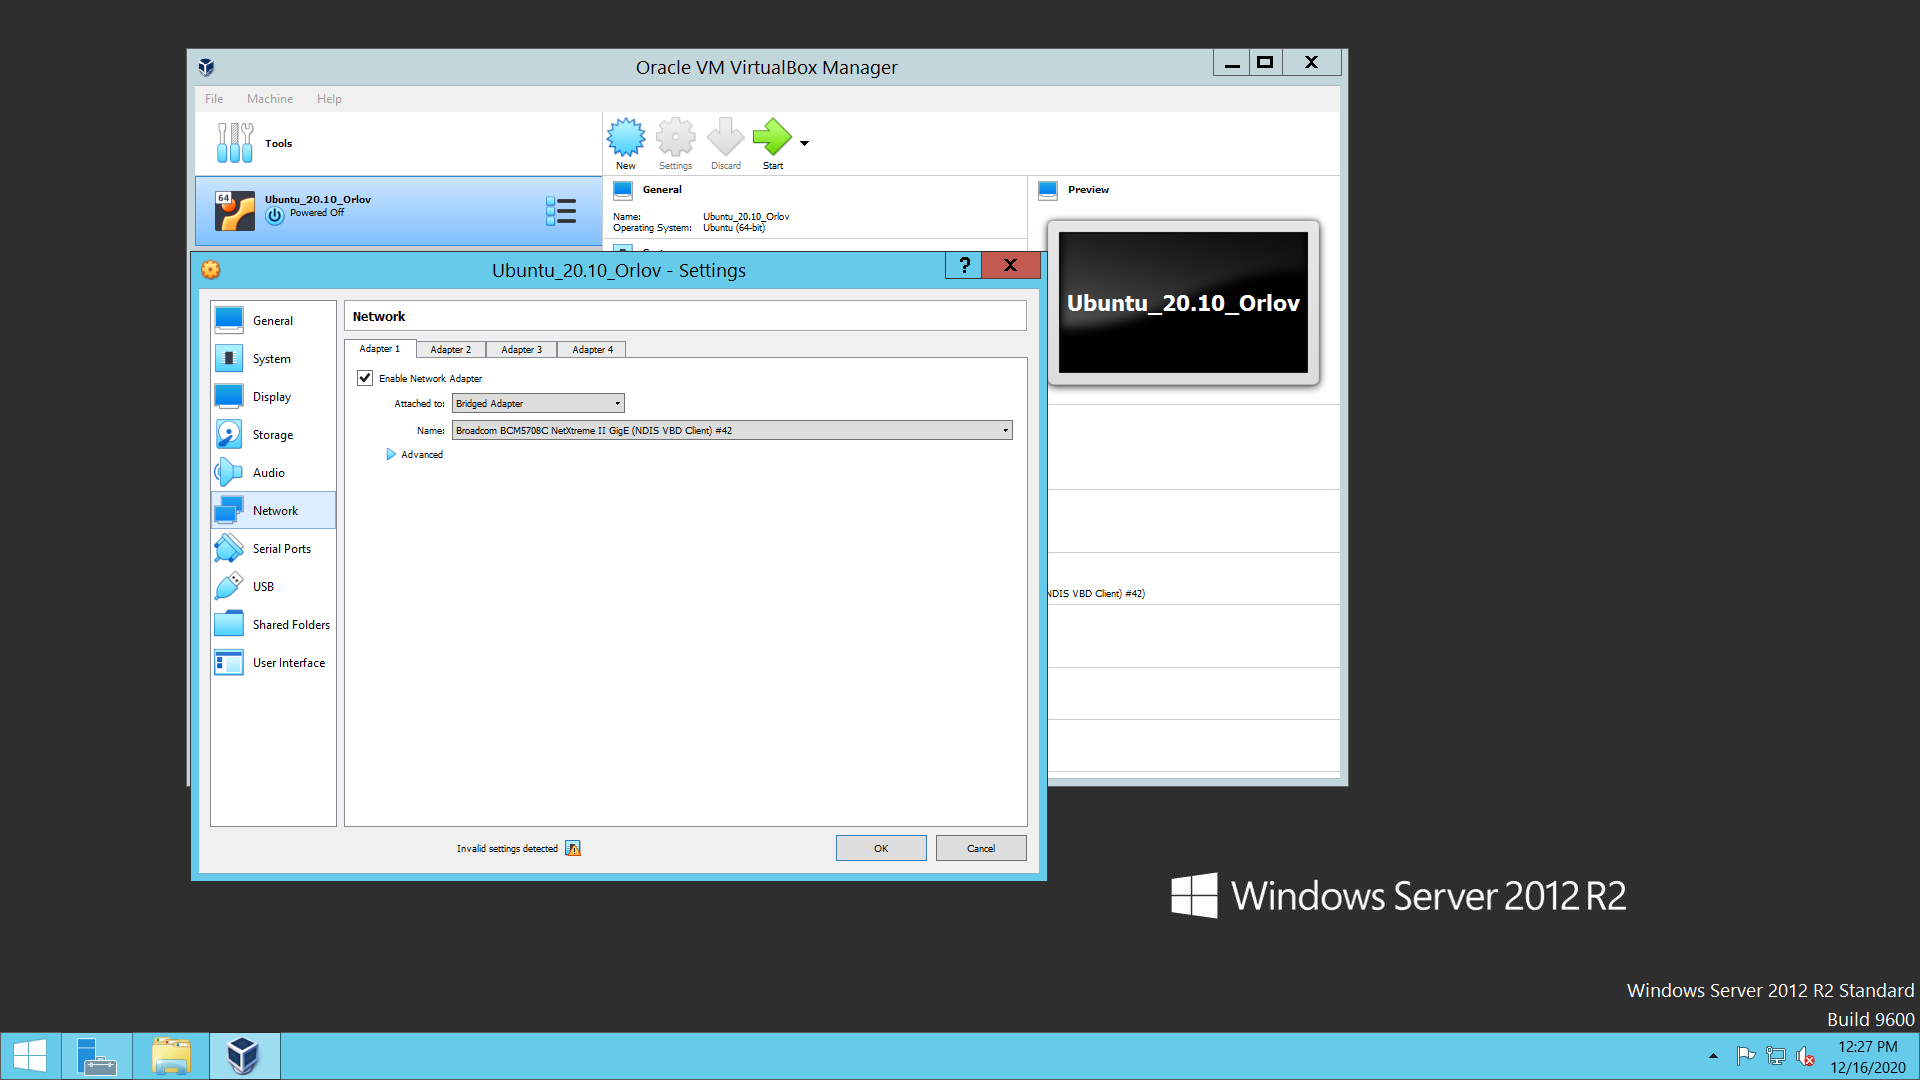 Oracle VM VirtualBox Manager
File Machine Help
Tools
New Settings Discard Start
64
Ubuntu_20.10_Orlov
Powered Off
General
Name: Ubuntu_20.10_Orlov
Operating System: Ubuntu (64-bit)
Preview
Ubuntu_20.10_Orlov
NDIS VBD Client) #42)
Ubuntu_20.10_Orlov - Settings
General
System
Display
Storage
Audio
Network
Serial Ports
USB
Shared Folders
User Interface
Network
Adapter 1 Adapter 2 Adapter 3 Adapter 4
Enable Network Adapter
Attached to: Bridged Adapter
Name: Broadcom BCM5708C NetXtreme II GigE (NDIS VBD Client) #42
Advanced
Invalid settings detected
OK Cancel
Windows Server 2012 R2
Windows Server 2012 R2 Standard
Build 9600
12:27 PM
12/16/2020